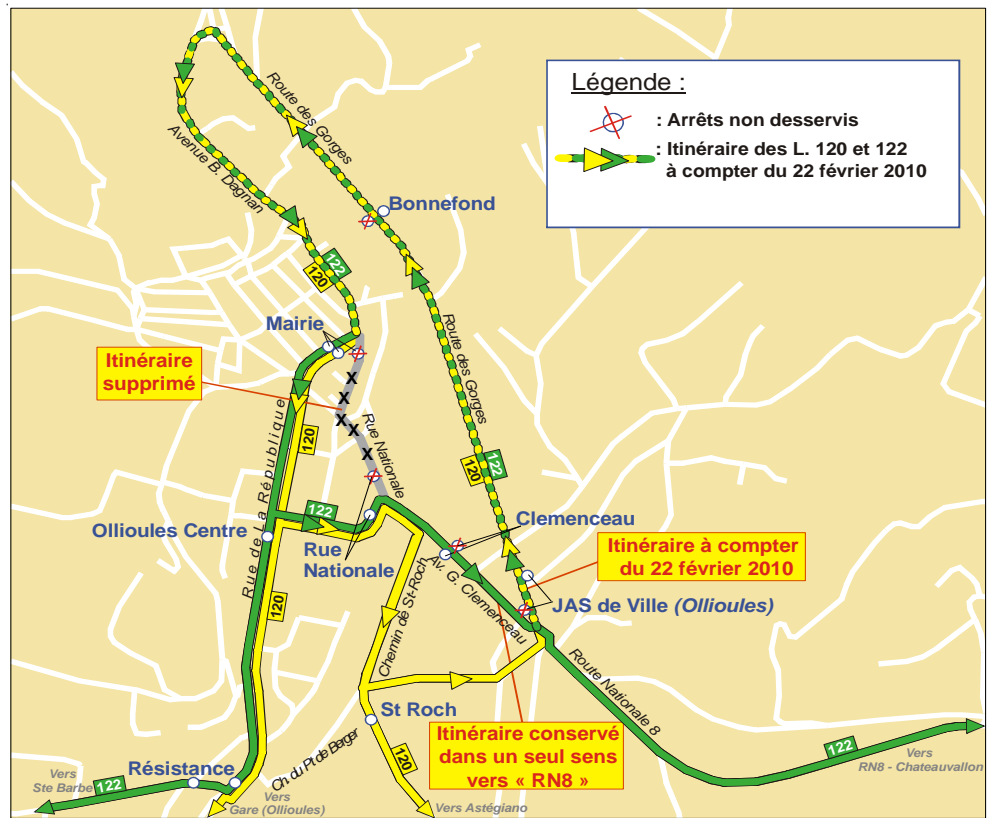 Légende :
: Arrêts non desservis
: Itinéraire des L. 120 et 122
à compter du 22 février 2010
Route des Gorges
Avenue B. Dagnan
Bonnefond
122
120
Route des Gorges
Mairie
Itinéraire
supprimé
Rue Nationale
120
122
Rue de La République
120
122
Ollioules Centre
Rue
Nationale
Clemenceau
Av. G. Clemenceau
Itinéraire à compter
du 22 février 2010
JAS de Ville (Ollioules)
Chemin de St-Roch
120
Route Nationale 8
St Roch
Itinéraire conservé
dans un seul sens
vers « RN8 »
122
Vers
RN8 - Chateauvallon
Résistance
Ch. du Pt de Berger
120
Vers
Ste Barbe
122
Vers
Gare (Ollioules)
Vers Astégiano